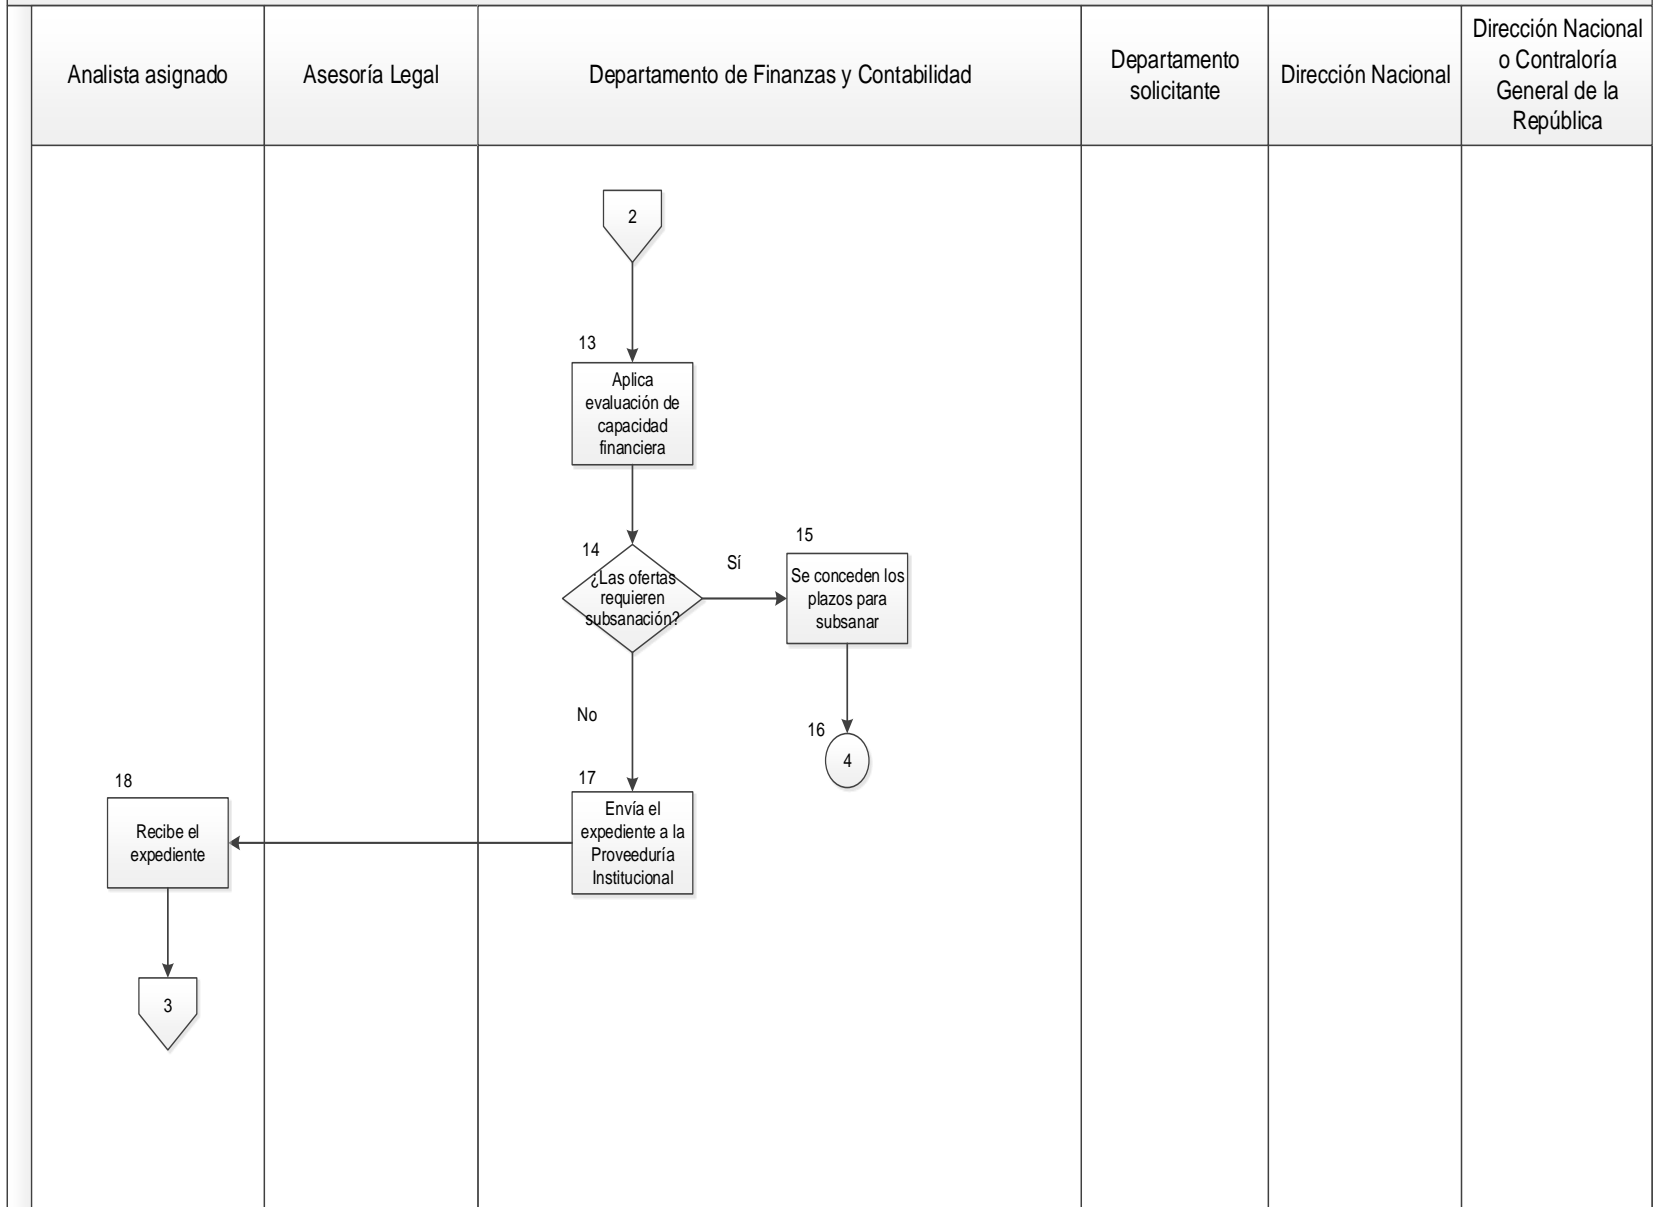 Analista asignado
Asesoría Legal
Departamento de Finanzas y Contabilidad
Departamento
solicitante
Dirección Nacional
Dirección Nacional
o Contraloría
General de la
República
2
13
Aplica
evaluación de
capacidad
financiera
14
¿Las ofertas
requieren
subsanación?
Sí
15
Se conceden los
plazos para
subsanar
No
16
4
17
Envía el
expediente a la
Proveeduría
Institucional
18
Recibe el
expediente
3